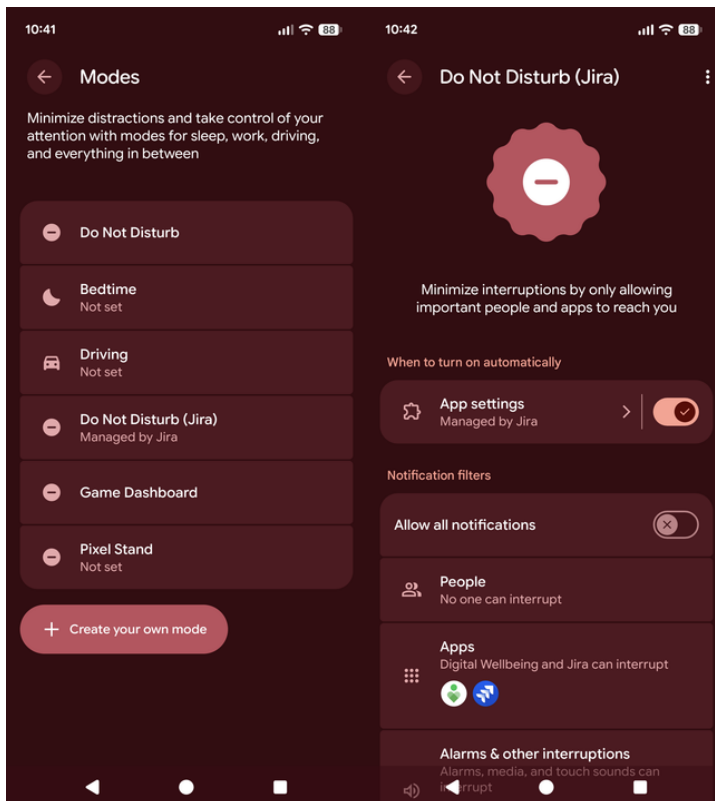 10:41
88
Modes
Minimize distractions and take control of your
attention with modes for sleep, work, driving,
and everything in between
Do Not Disturb
Bedtime
Not set
Driving
Not set
Do Not Disturb (Jira)
Managed by Jira
Game Dashboard
Pixel Stand
Not set
+ Create your own mode
10:42
88
Do Not Disturb (Jira)
Minimize interruptions by only allowing
important people and apps to reach you
When to turn on automatically
App settings
Managed by Jira
Notification filters
Allow all notifications
People
No one can interrupt
Apps
Digital Wellbeing and Jira can interrupt
Alarms & other interruptions
Alarms, media, and touch sounds can
interrupt